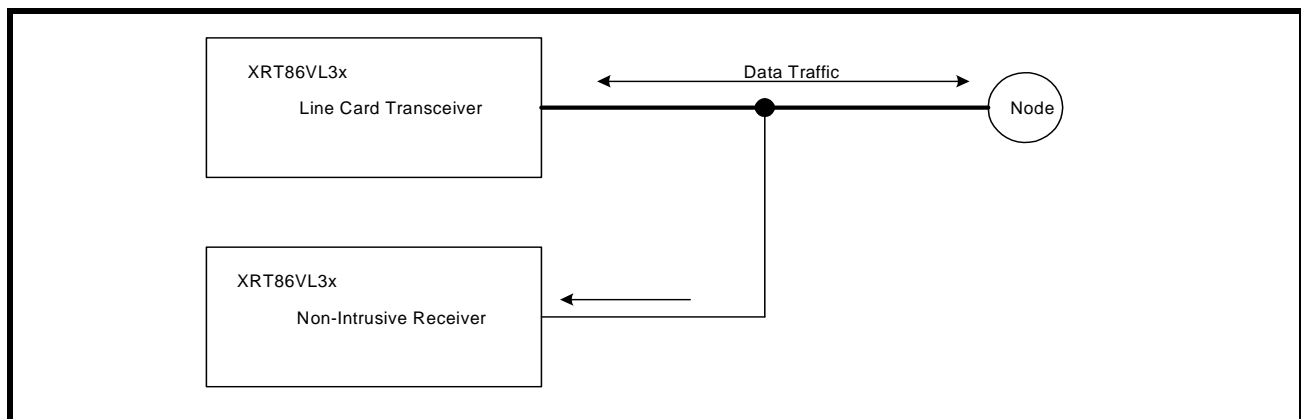 XRT86VL3x
Line Card Transceiver
Data Traffic
Node
XRT86VL3x
Non-Intrusive Receiver